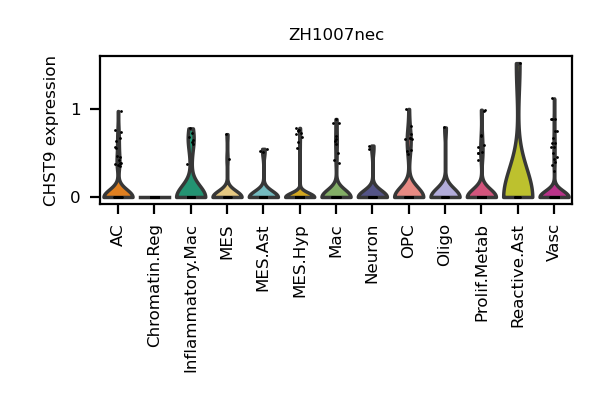 ZH1007nec
CHST9 expression
1
0
AC
Chromatin.Reg
Inflammatory.Mac
MES
MES.Ast
MES.Hyp
Mac
Neuron
OPC
Oligo
Prolif.Metab
Reactive.Ast
Vasc